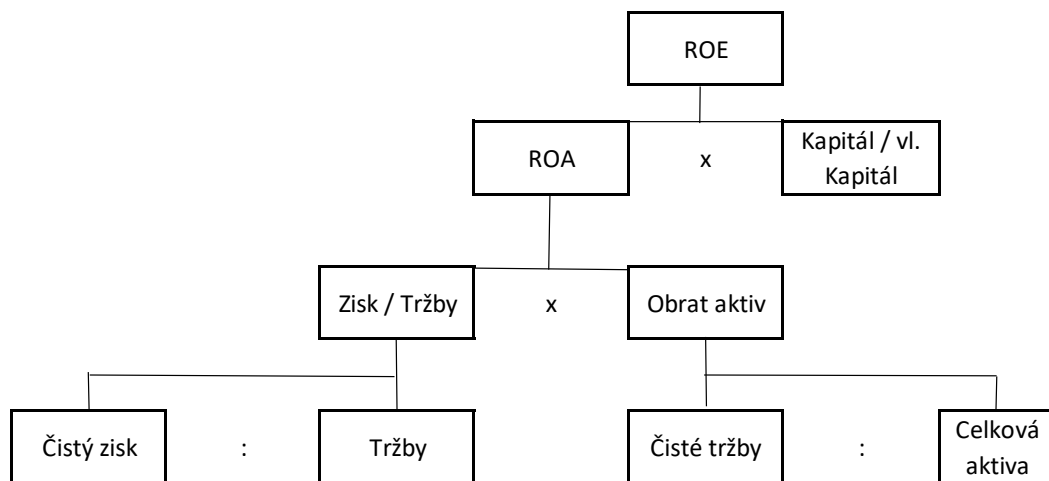 ROE
ROA
x
Kapitál / vl.
Kapitál
Zisk / Tržby
x
Obrat aktiv
Čistý zisk
:
Tržby
Čisté tržby
:
Celková
aktiva